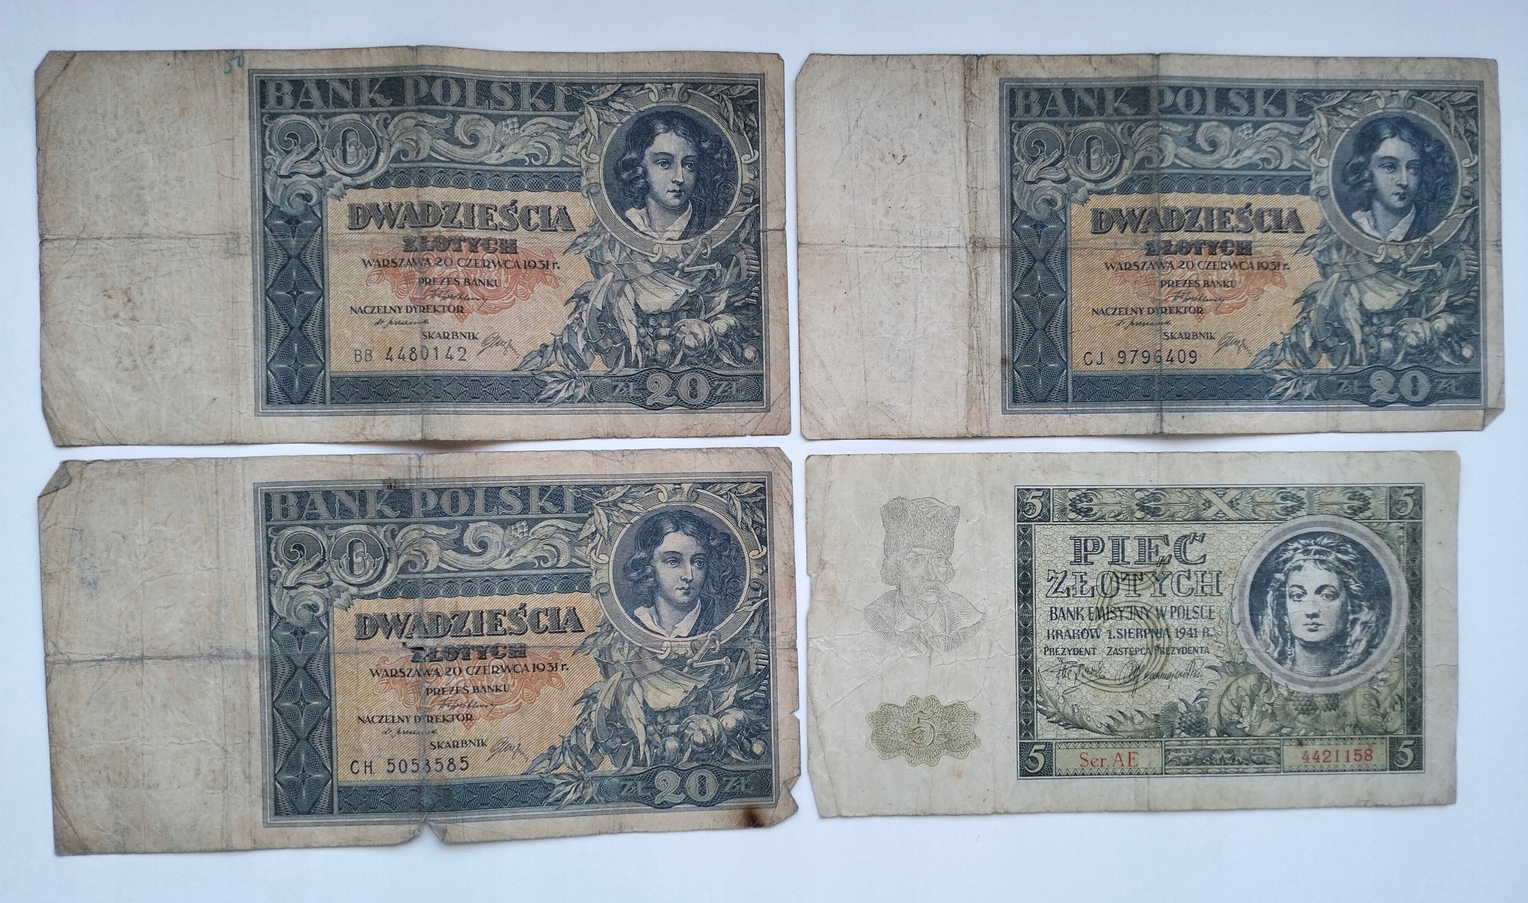 50
BANK POLSKI
20
DWADZIEŚCIA
ZŁOTYCH
WARSZAWA 20 CZERWCA 1931 r.
PREZES BANKU
NACZELNY DYREKTOR
SKARBNIK
BB 4480142
ZŁ 20 ZŁ
BANK POLSKI
20
DWADZIEŚCIA
ZŁOTYCH
WARSZAWA 20 CZERWCA 1931 r.
PREZES BANKU
NACZELNY DYREKTOR
SKARBNIK
CJ. 9796409
ZŁ 20 ZŁ
BANK POLSKI
20
DWADZIEŚCIA
ZŁOTYCH
WARSZAWA 20 CZERWCA 1931 r.
PREZES BANKU
NACZELNY DYREKTOR
SKARBNIK
CH 5053585
ZŁ 20 ZŁ
5 5
PIĘĆ
ZŁOTYCH
BANK EMISYJNY W POLSCE
KRAKÓW 1. SIERPNIA 1941 R.
PREZYDENT ZASTĘPCA PREZYDENTA
5
5 Ser. AE 4421158 5